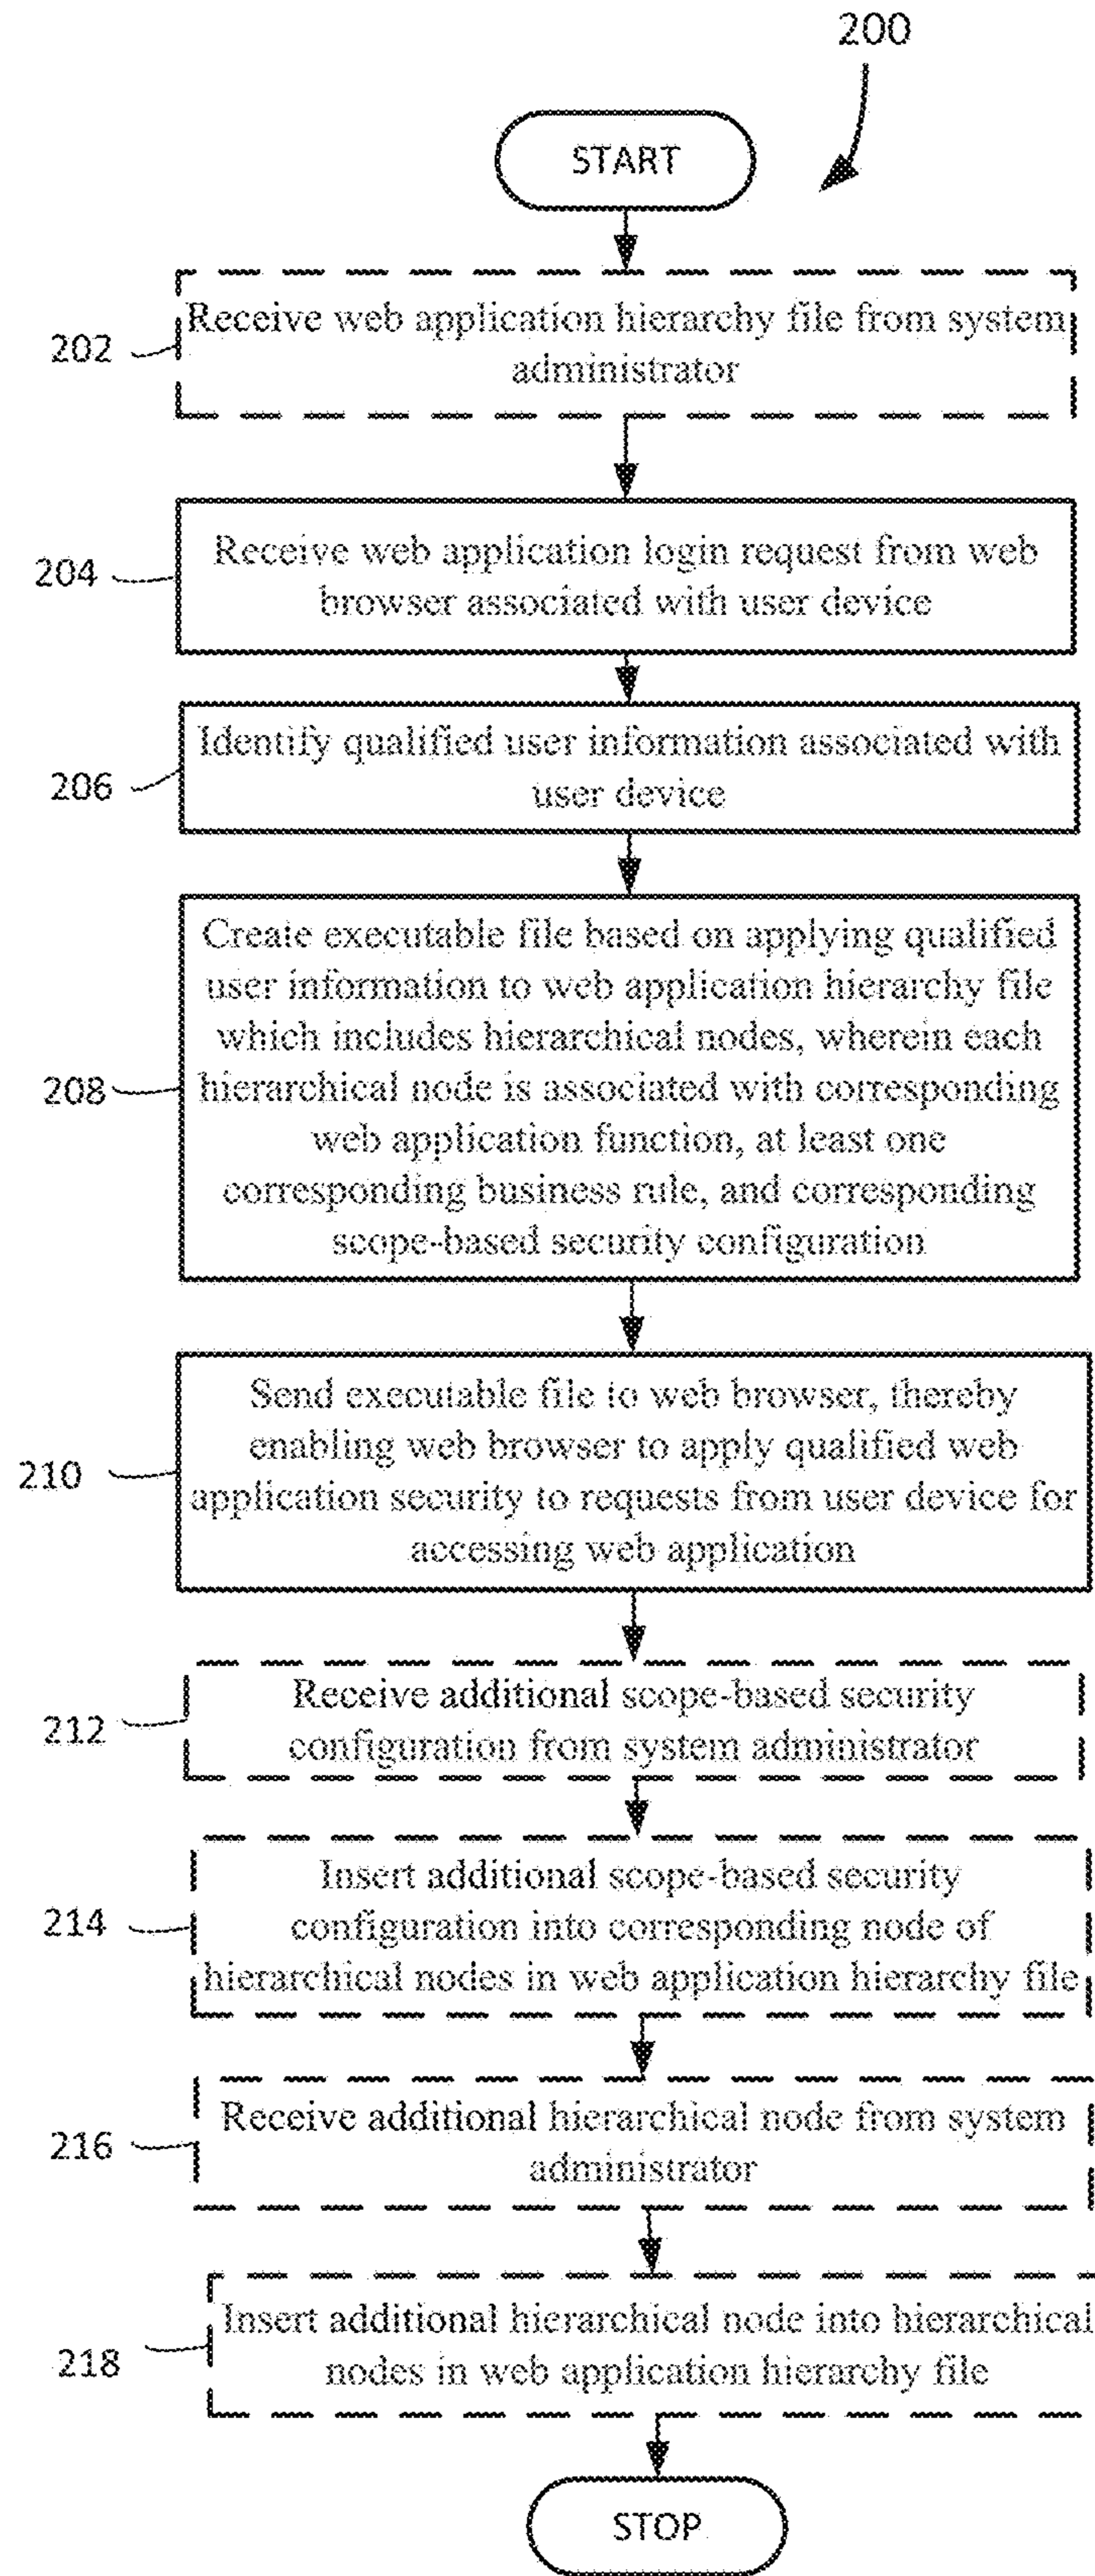 200
START
202
Receive web application hierarchy file from system
administrator
204
Receive web application login request from web
browser associated with user device
206
Identify qualified user information associated with
user device
208
Create executable file based on applying qualified
user information to web application hierarchy file
which includes hierarchical nodes, wherein each
hierarchical node is associated with corresponding
web application function, at least one
corresponding business rule, and corresponding
scope-based security configuration
210
Send executable file to web browser, thereby
enabling web browser to apply qualified web
application security to requests from user device for
accessing web application
212
Receive additional scope-based security
configuration from system administrator
214
Insert additional scope-based security
configuration into corresponding node of
hierarchical nodes in web application hierarchy file
216
Receive additional hierarchical node from system
administrator
218
Insert additional hierarchical node into hierarchical
nodes in web application hierarchy file
STOP